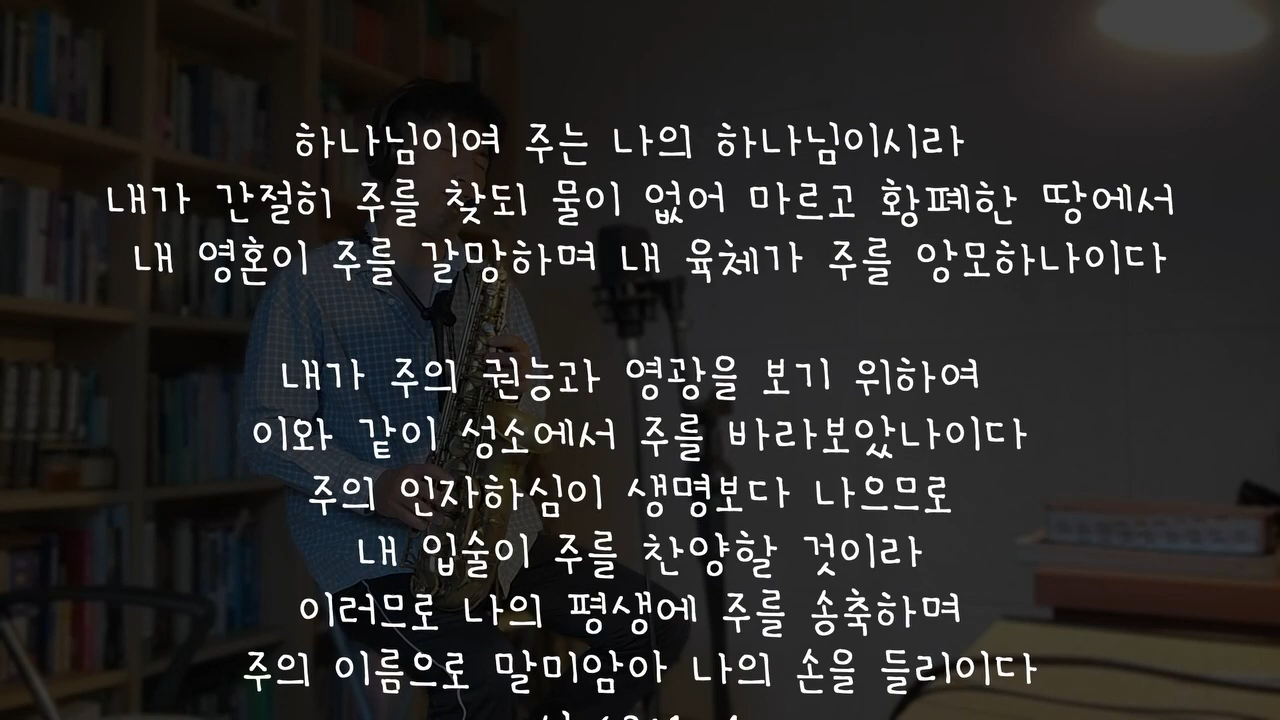 하나님이여 주는 나의 하나님이시라
내가 간절히 주를 찾되 물이 없어 마르고 황폐한 땅에서
내 영혼이 주를 갈망하며 내 육체가 주를 앙모하나이다
내가 주의 권능과 영광을 보기 위하여
이와 같이 성소에서 주를 바라보았나이다
주의 인자하심이 생명보다 나으므로
내 입술이 주를 찬양할 것이라
이러므로 나의 평생에 주를 송축하며
주의 이름으로 말미암아 나의 손을 들리이다